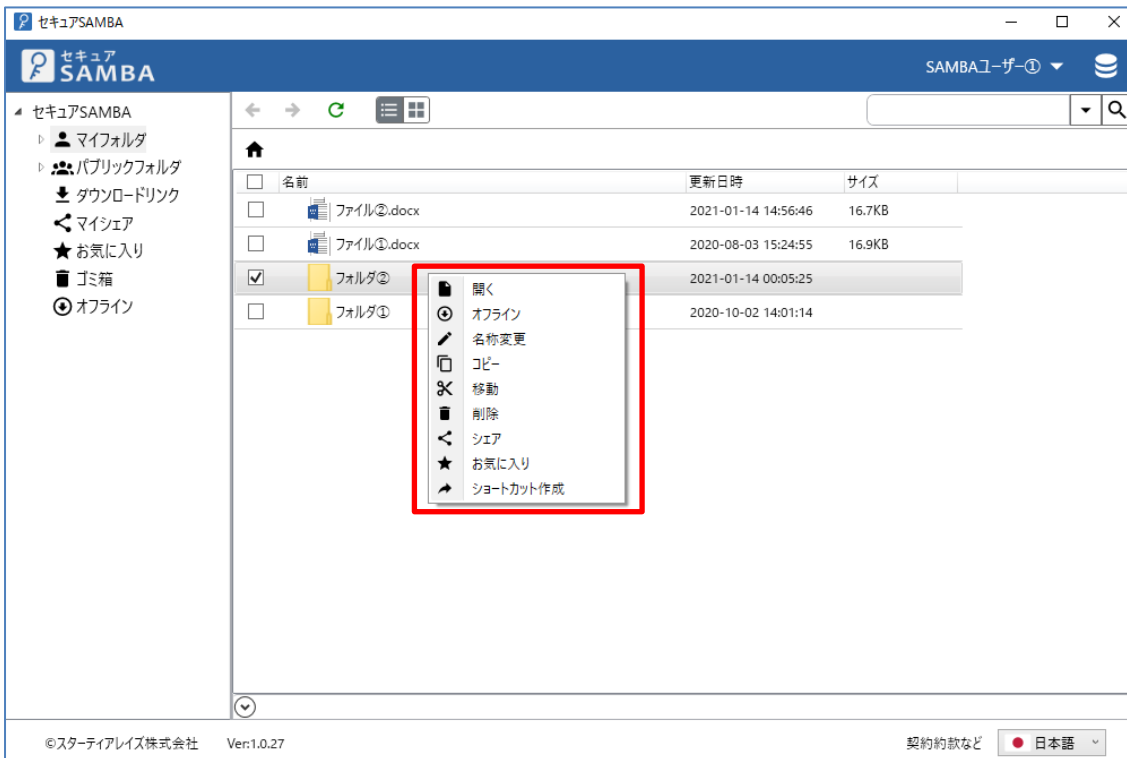 セキュアSAMBA
セキュア
SAMBA
SAMBAユーザー①
セキュアSAMBA
マイフォルダ
パブリックフォルダ
ダウンロードリンク
マイシェア
お気に入り
ゴミ箱
オフライン
名前 更新日時 サイズ
ファイル②.docx 2021-01-14 14:56:46 16.7KB
ファイル①.docx 2020-08-03 15:24:55 16.9KB
フォルダ② 2021-01-14 00:05:25
フォルダ① 2020-10-02 14:01:14
開く
オフライン
名称変更
コピー
移動
削除
シェア
お気に入り
ショートカット作成
©スターティアレイズ株式会社 Ver:1.0.27 契約約款など 日本語